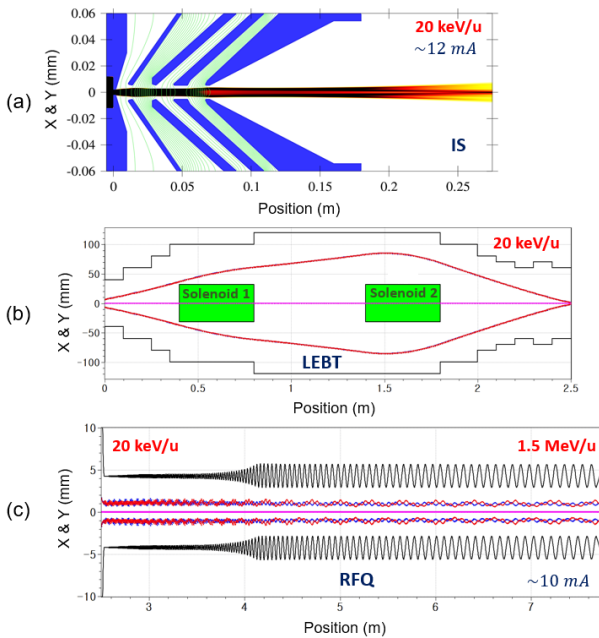 (a)
X & Y (mm)
0.06
0.04
0.02
0
-0.02
-0.04
-0.06
20 keV/u
~12 mA
IS
0 0.05 0.1 0.15 0.2 0.25
Position (m)
(b)
X & Y (mm)
100
50
0
-50
-100
20 keV/u
Solenoid 1 Solenoid 2
LEBT
0 0.5 1 1.5 2 2.5
Position (m)
(c)
X & Y (mm)
10
5
0
-5
-10
20 keV/u 1.5 MeV/u
RFQ ~10 mA
3 4 5 6 7
Position (m)